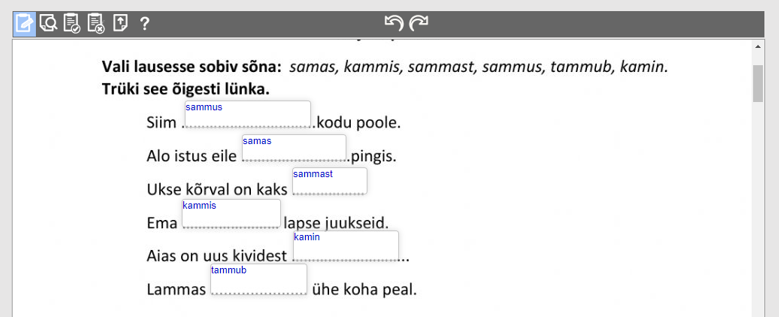 Vali lausesse sobiv sõna: samas, kammis, sammast, sammus, tammub, kamin.
Trüki see õigesti lünka.
Siim sammus kodu poole.
Alo istus eile samas pingis.
Ukse kõrval on kaks sammast
Ema kammis lapse juukseid.
Aias on uus kividest kamin...
Lammas tammub ühe koha peal.